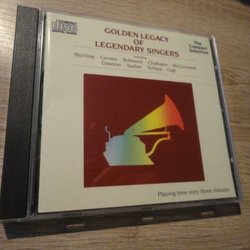 GOLDEN LEGACY
OF
LEGENDARY SINGERS
including
Björling · Caruso · Robeson · Chaliapin · McCormack
Dawson · Tauber · Schipa · Gigli
The
Compact
Selection
Playing time sixty-three minutes